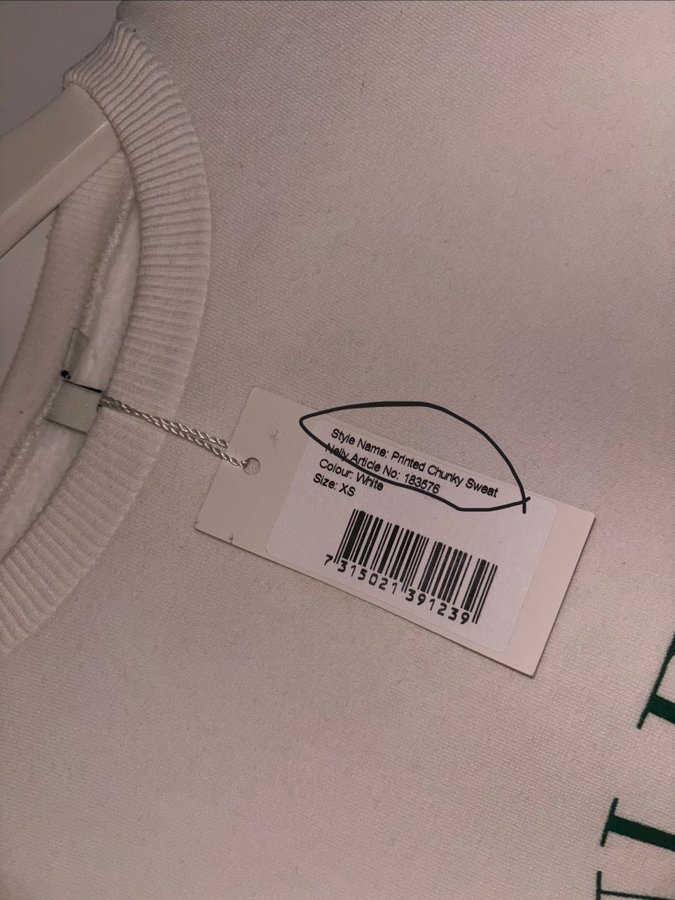 Style Name: Printed Chunky Sweat
Nelly Article No: 183576
Colour: White
Size: XS
7 315021 391239